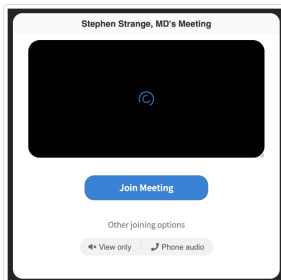 Stephen Strange, MD's Meeting
Join Meeting
Other joining options
View only
Phone audio